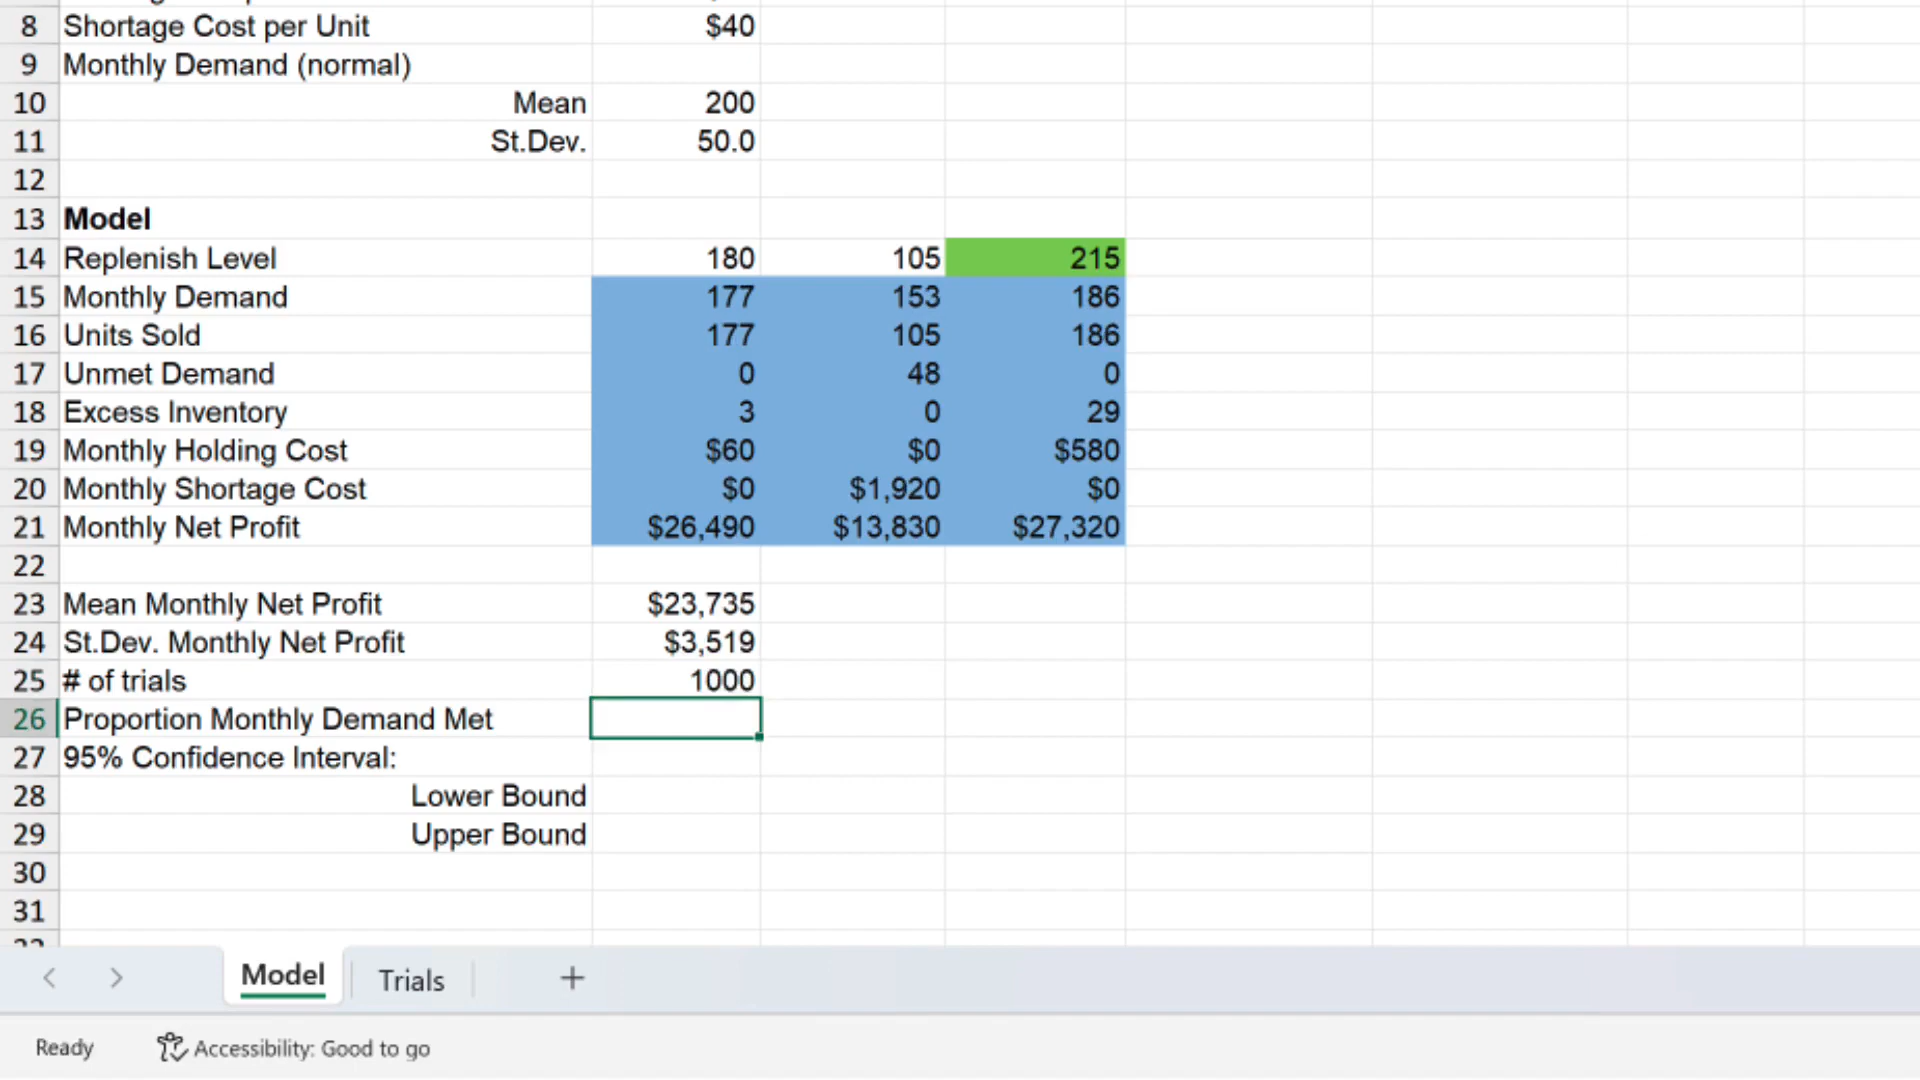 8 Shortage Cost per Unit $40
9 Monthly Demand (normal)
10 Mean 200
11 St.Dev. 50.0
12
13 Model
14 Replenish Level 180 105 215
15 Monthly Demand 177 153 186
16 Units Sold 177 105 186
17 Unmet Demand 0 48 0
18 Excess Inventory 3 0 29
19 Monthly Holding Cost $60 $0 $580
20 Monthly Shortage Cost $0 $1,920 $0
21 Monthly Net Profit $26,490 $13,830 $27,320
22
23 Mean Monthly Net Profit $23,735
24 St.Dev. Monthly Net Profit $3,519
25 # of trials 1000
26 Proportion Monthly Demand Met
27 95% Confidence Interval:
28 Lower Bound
29 Upper Bound
30
31
Model Trials +
Ready Accessibility: Good to go